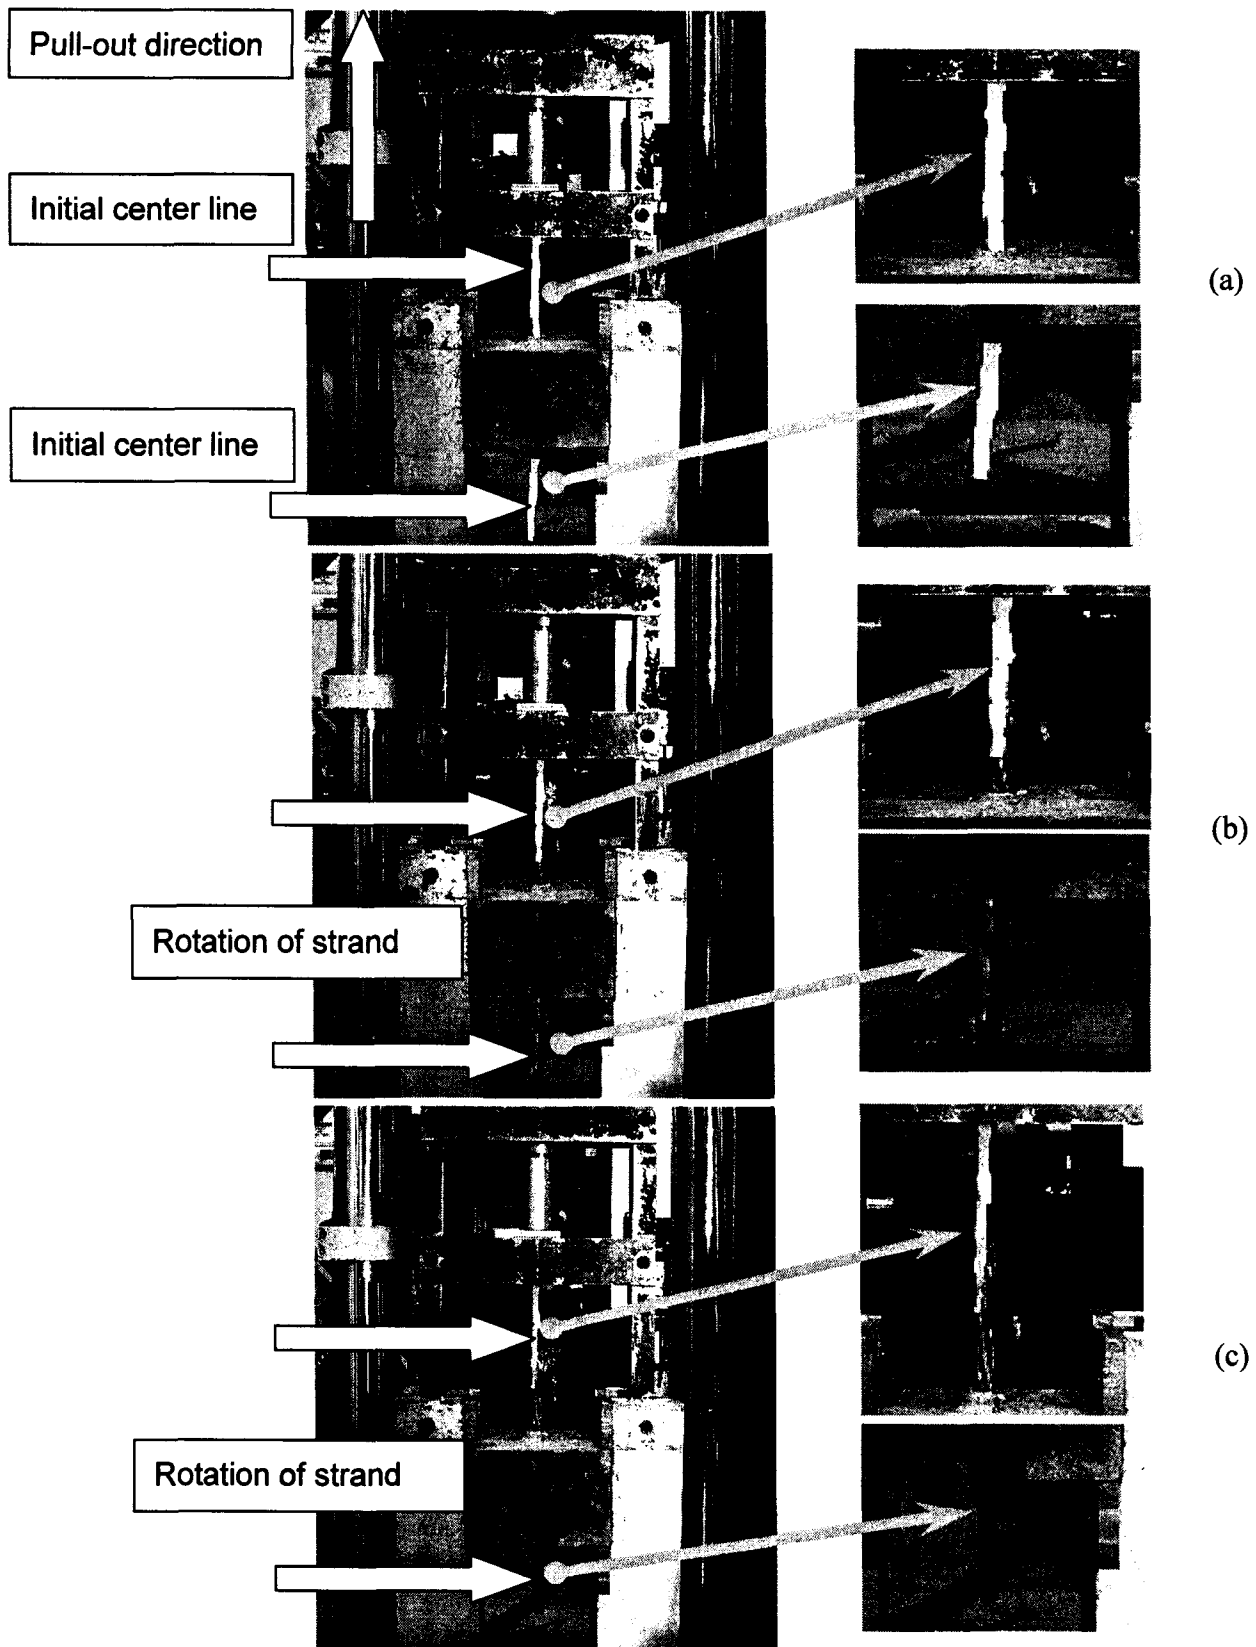 Pull-out direction
Initial center line
(a)
Initial center line
(b)
Rotation of strand
(c)
Rotation of strand